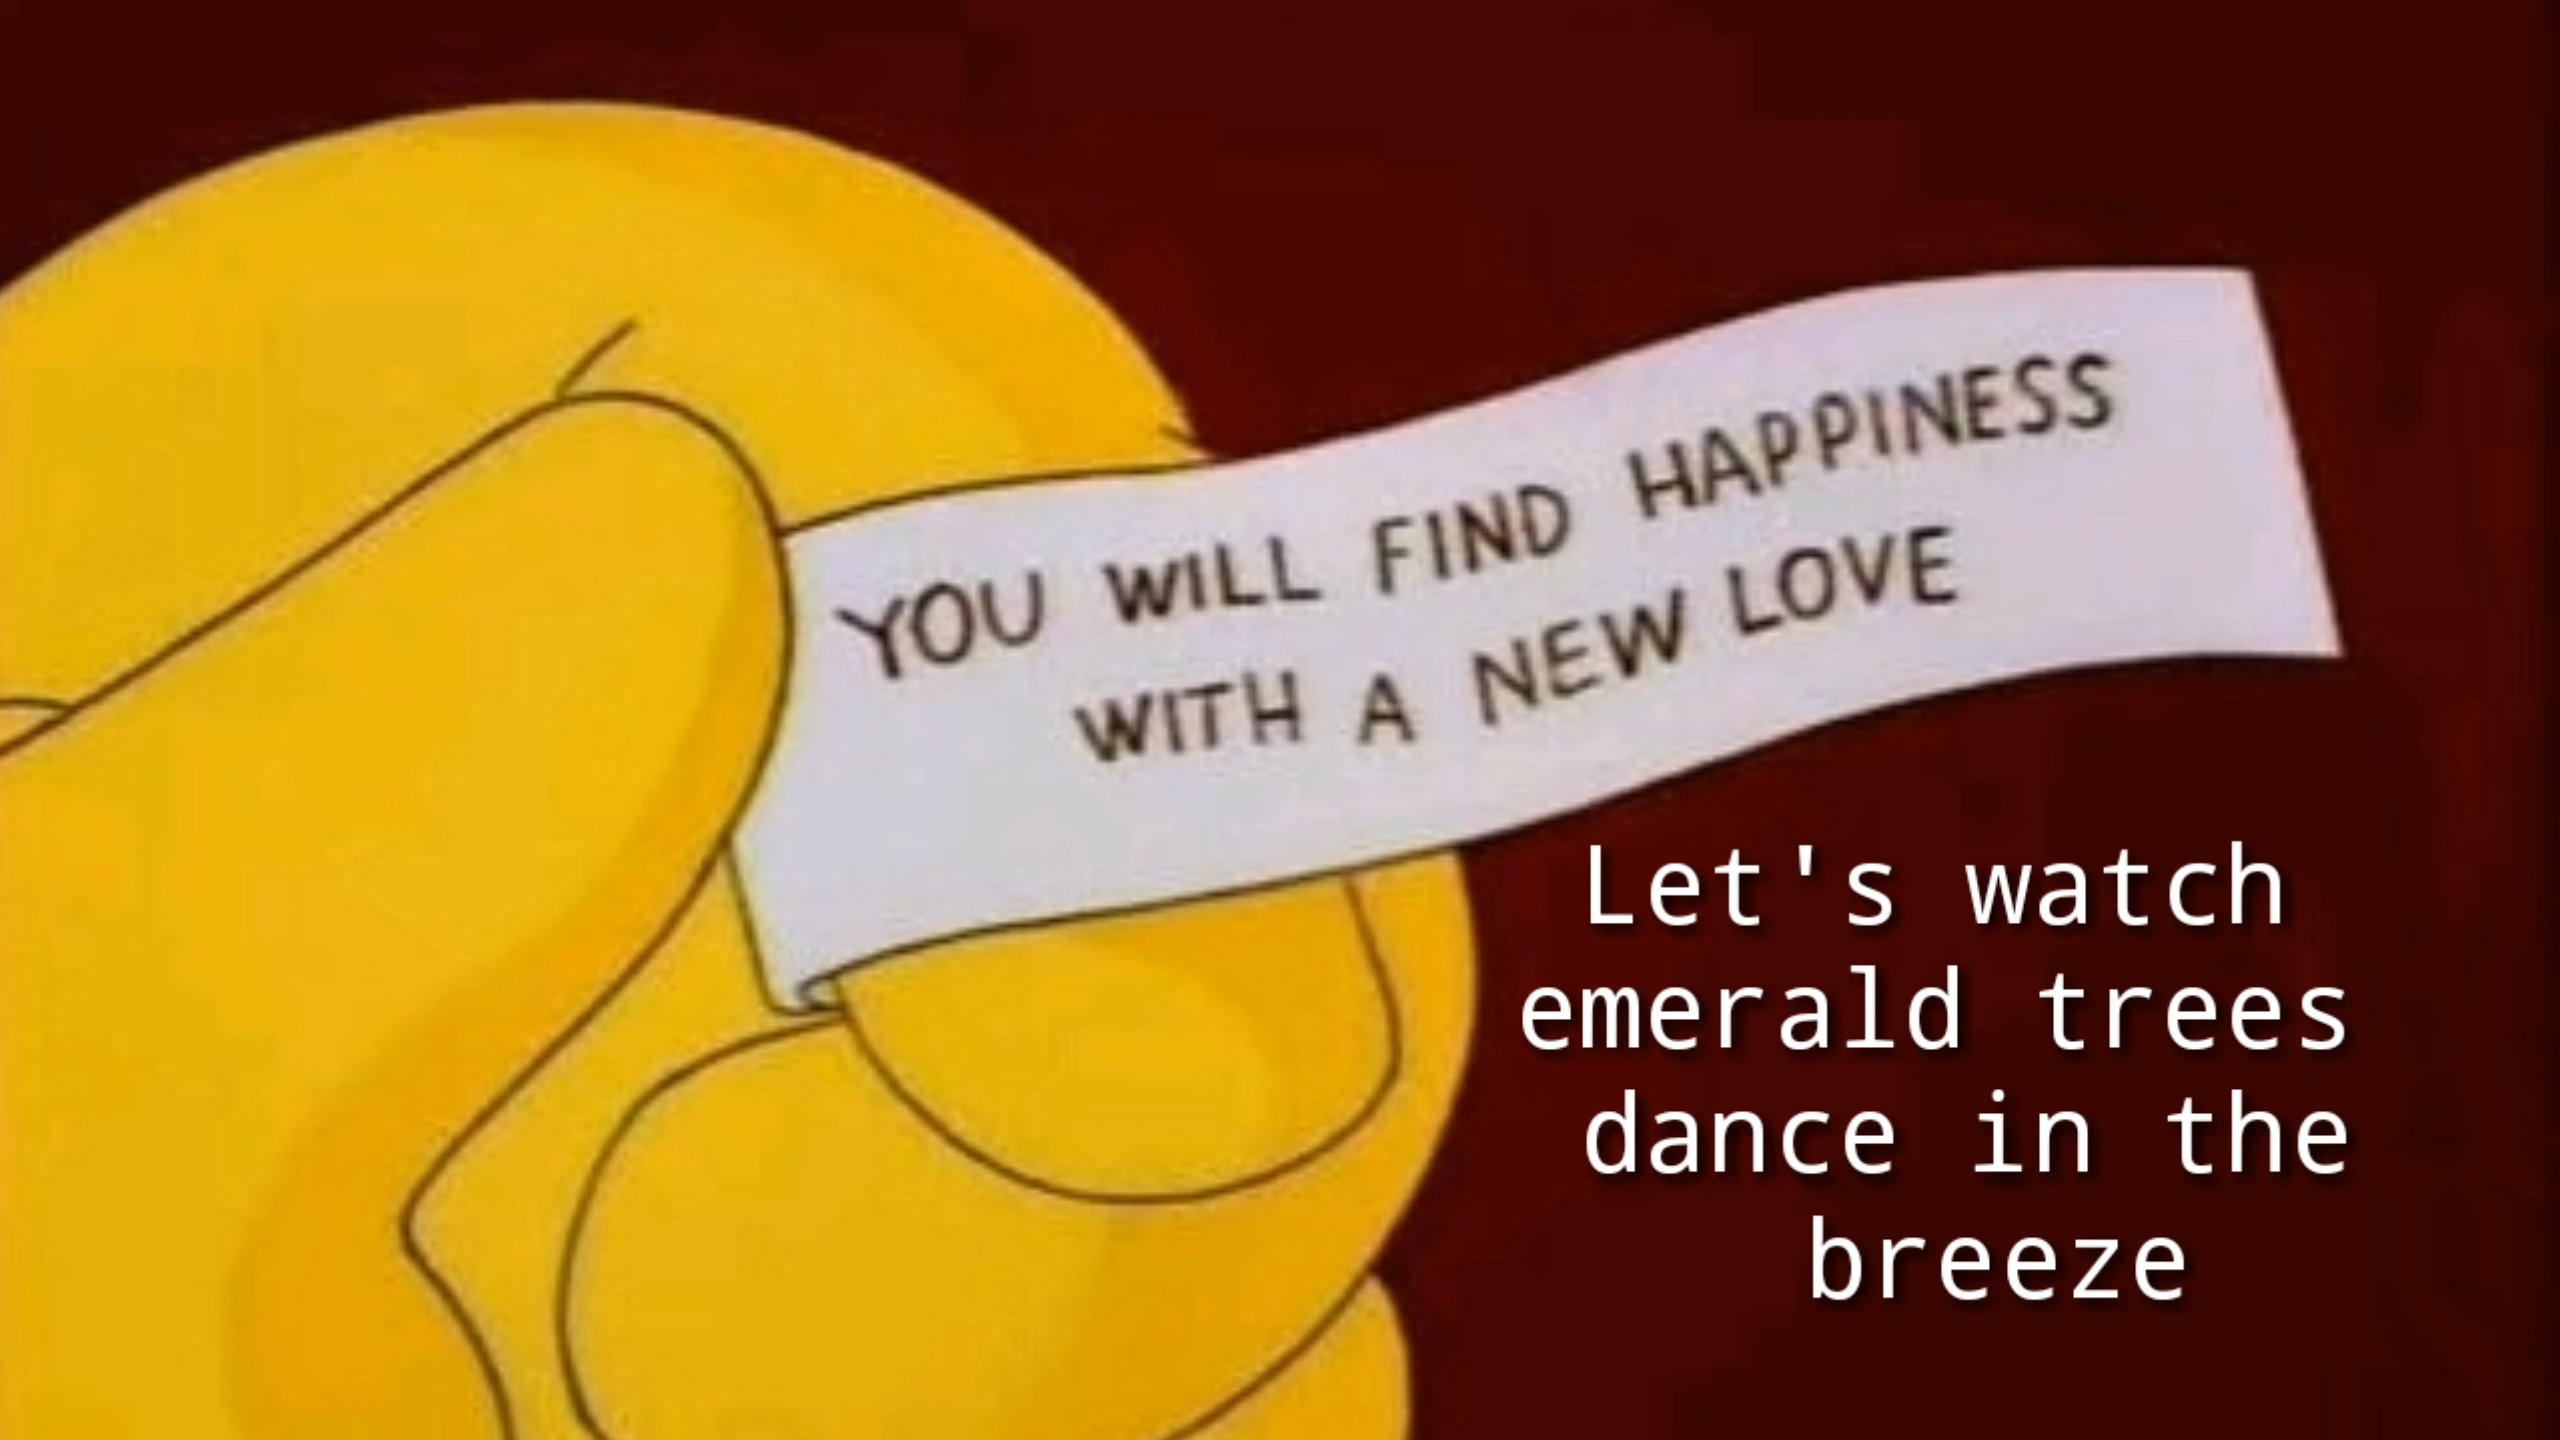 YOU WILL FIND HAPPINESS
WITH A NEW LOVE
Let's watch
emerald trees
dance in the
breeze